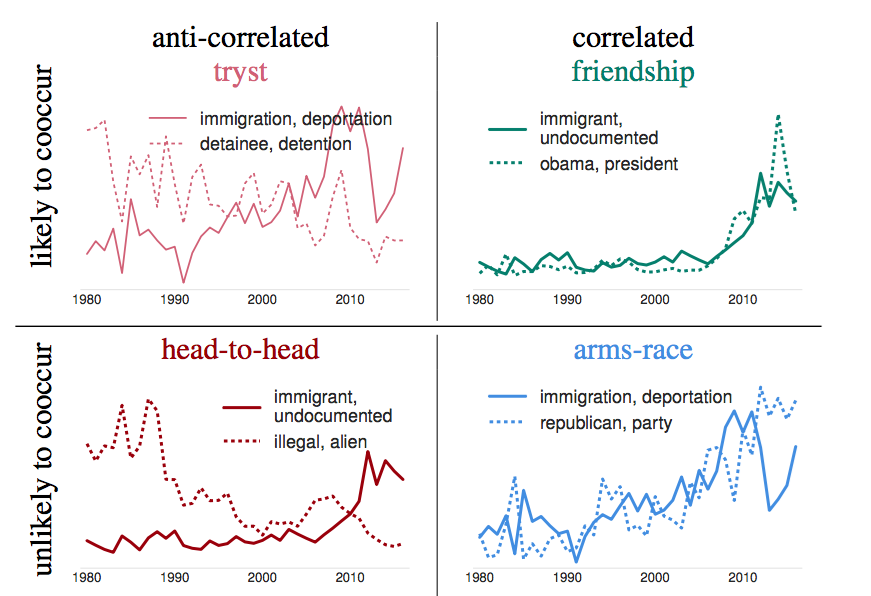 anti-correlated
correlated
likely to cooccur
tryst
immigration, deportation
detainee, detention
1980 1990 2000 2010
friendship
immigrant,
undocumented
obama, president
1980 1990 2000 2010
unlikely to cooccur
head-to-head
immigrant,
undocumented
illegal, alien
1980 1990 2000 2010
arms-race
immigration, deportation
republican, party
1980 1990 2000 2010